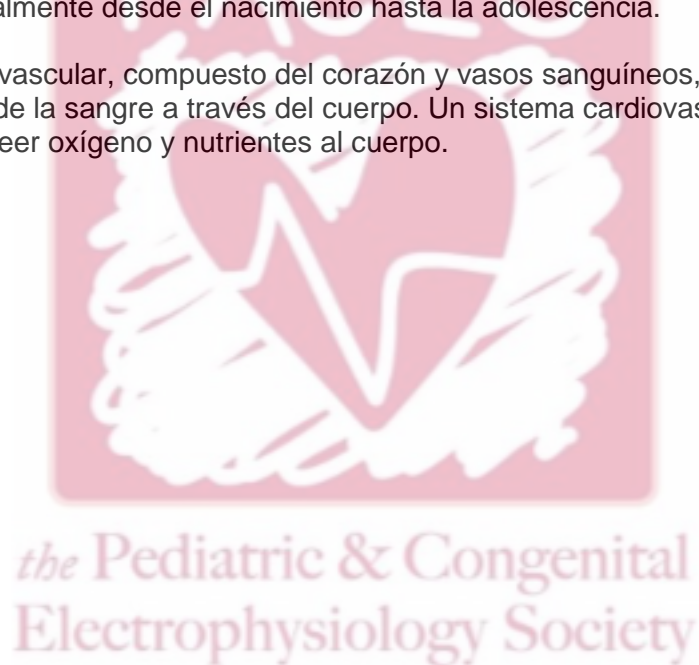 almente desde el nacimiento hasta la adolescencia.
vascular, compuesto del corazón y vasos sanguíneos,
de la sangre a través del cuerpo. Un sistema cardiovas
eer oxígeno y nutrientes al cuerpo.
the Pediatric & Congenital
Electrophysiology Society